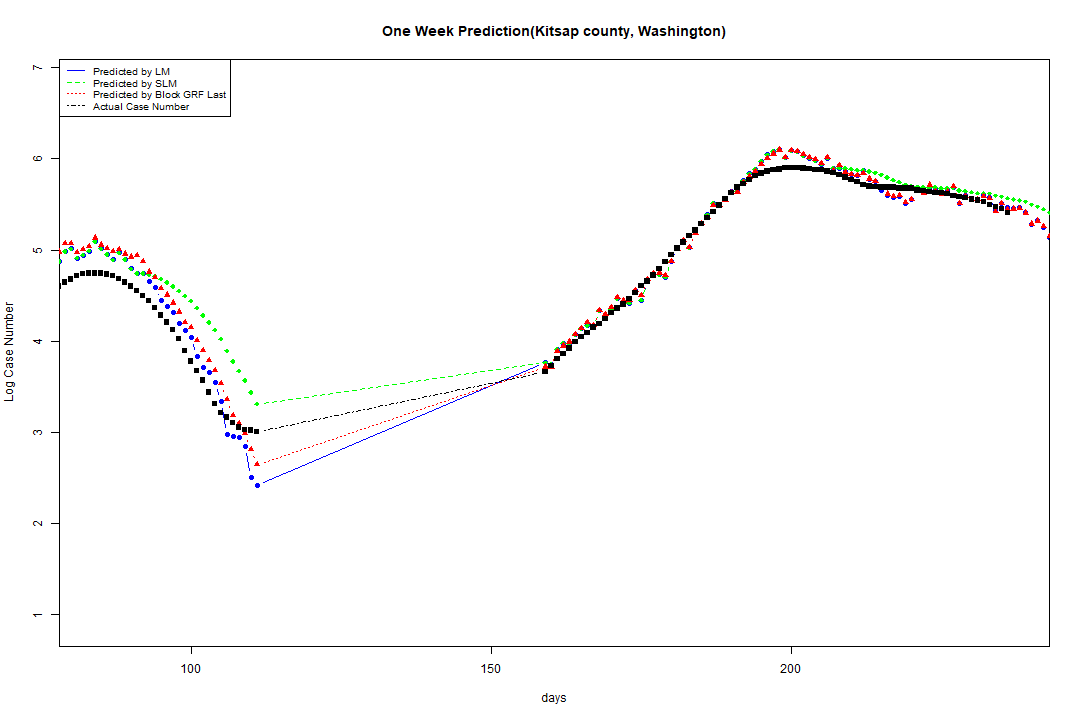 One Week Prediction(Kitsap county, Washington)
Predicted by LM
Predicted by SLM
Predicted by Block GRF Last
Actual Case Number
7
6
5
4
3
2
1
Log Case Number
100 150 200
days